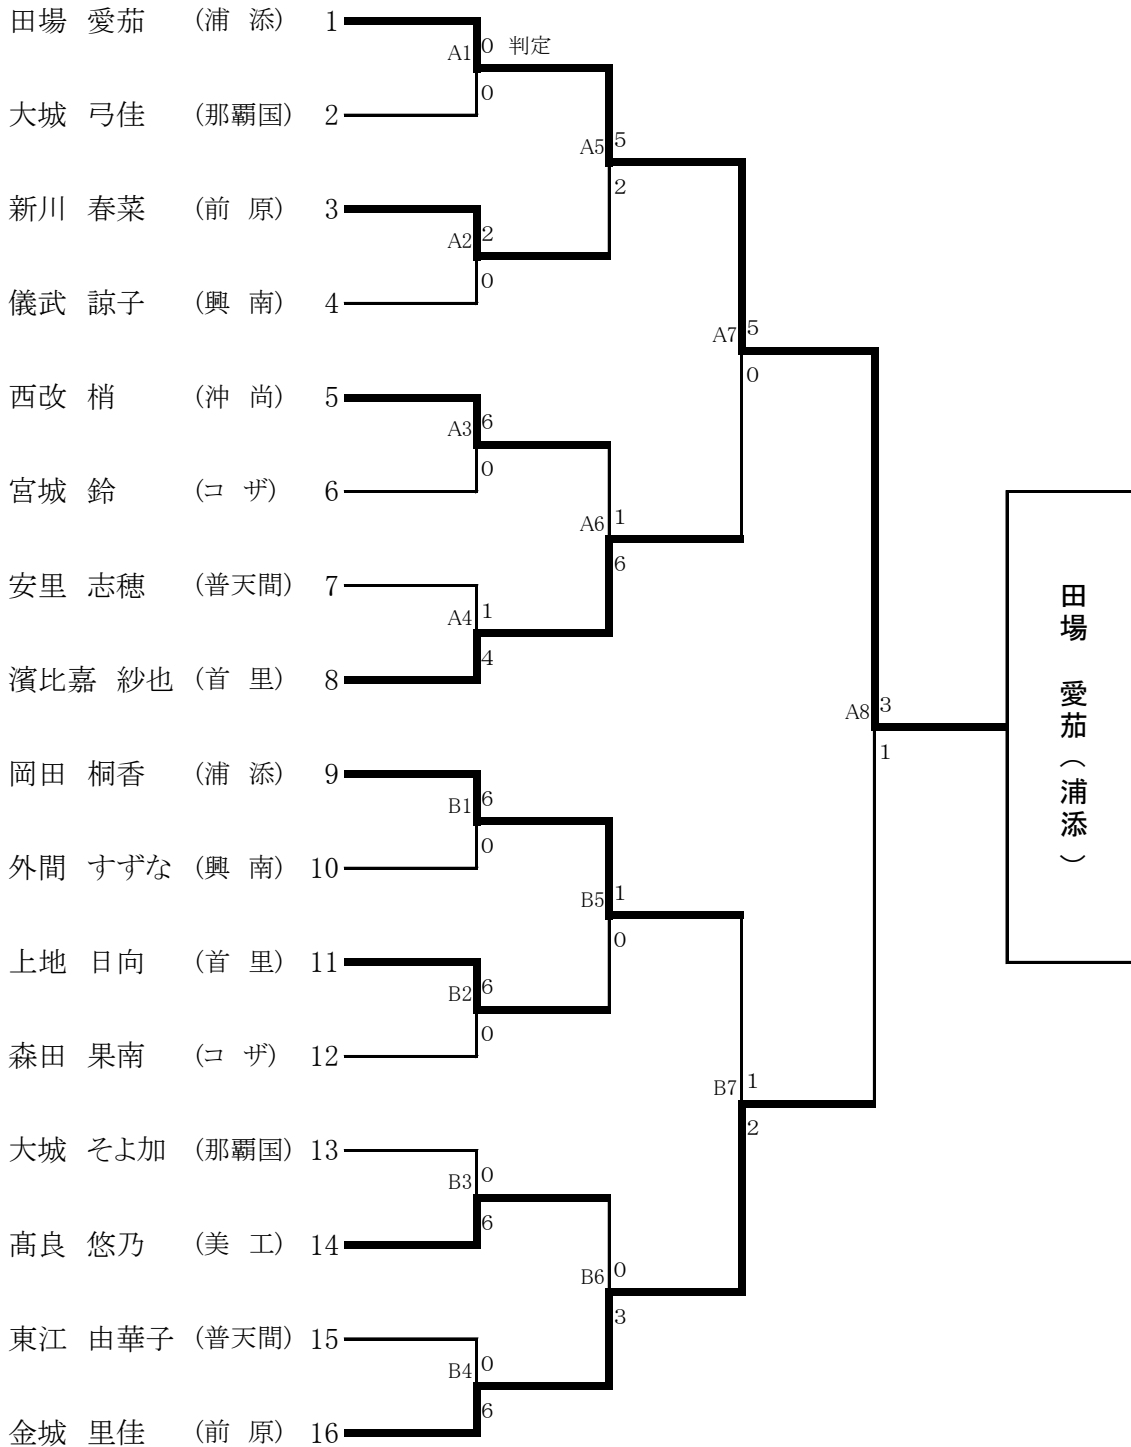 田場 愛茄 (浦 添) 1
A1 0 判定
0
大城 弓佳 (那覇国) 2
A5 5
2
新川 春菜 (前 原) 3
A2 2
0
儀武 諒子 (興 南) 4
A7 5
0
西改 梢 (沖 尚) 5
A3 6
0
宮城 鈴 (コ ザ) 6
A6 1
6
安里 志穂 (普天間) 7
A4 1
4
濱比嘉 紗也 (首 里) 8
A8 3
1
田場 愛茄(浦添)
岡田 桐香 (浦 添) 9
B1 6
0
外間 すずな (興 南) 10
B5 1
0
上地 日向 (首 里) 11
B2 6
0
森田 果南 (コ ザ) 12
B7 1
2
大城 そよ加 (那覇国) 13
B3 0
6
髙良 悠乃 (美 工) 14
B6 0
3
東江 由華子 (普天間) 15
B4 0
6
金城 里佳 (前 原) 16